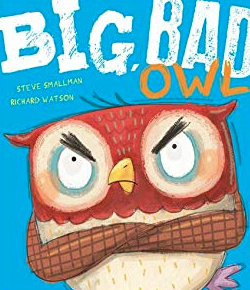 BIG, BAD
OWL
STEVE SMALLMAN
RICHARD WATSON